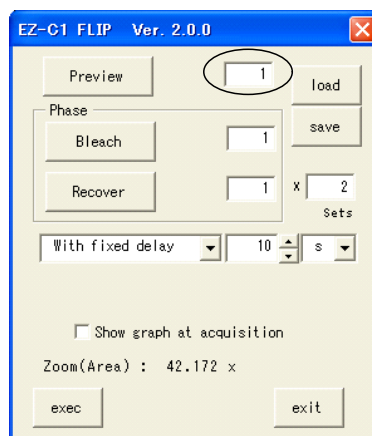 EZ-C1 FLIP Ver. 2.0.0
Preview 1 load
Phase
Bleach 1 save
Recover 1 x 2
Sets
With fixed delay 10 s
Show graph at acquisition
Zoom(Area) : 42.172 x
exec exit